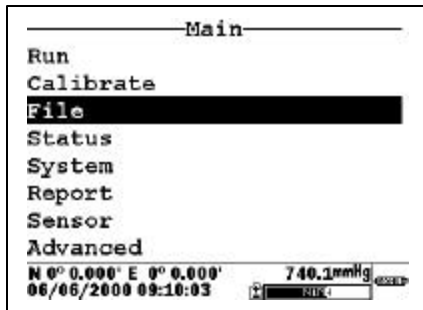 Main
Run
Calibrate
File
Status
System
Report
Sensor
Advanced
N 0° 0.000' E 0° 0.000' 740.1mmHg
06/06/2000 09:10:03